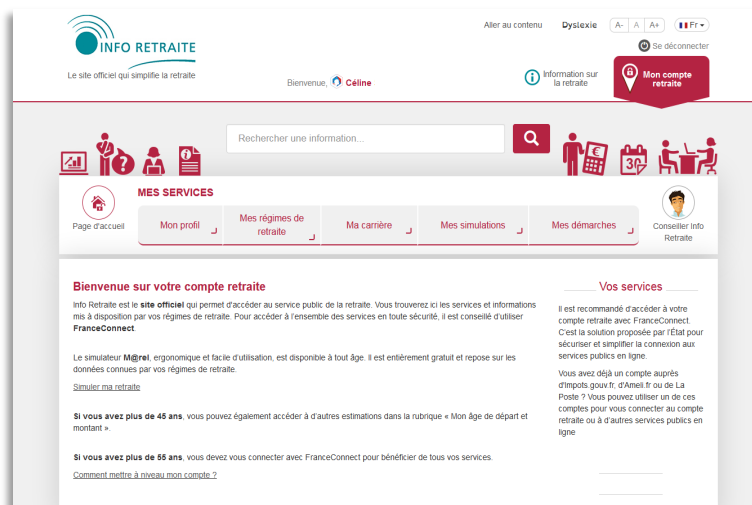 Aller au contenu Dyslexie A- A A+ Fr
INFO RETRAITE
Se déconnecter
Le site officiel qui simplifie la retraite
Bienvenue, Céline
Information sur
la retraite
Mon compte
retraite
Rechercher une information...
30
MES SERVICES
Page d'accueil
Mon profil
Mes régimes de
retraite
Ma carrière
Mes simulations
Mes démarches
Conseiller Info
Retraite
Bienvenue sur votre compte retraite
Info Retraite est le site officiel qui permet d'accéder au service public de la retraite. Vous trouverez ici les services et informations
mis à disposition par vos régimes de retraite. Pour accéder à l'ensemble des services en toute sécurité, il est conseillé d'utiliser
FranceConnect.
Le simulateur M@rel, ergonomique et facile d'utilisation, est disponible à tout âge. Il est entièrement gratuit et repose sur les
données connues par vos régimes de retraite.
Simuler ma retraite
Si vous avez plus de 45 ans, vous pouvez également accéder à d'autres estimations dans la rubrique « Mon âge de départ et
montant ».
Si vous avez plus de 55 ans, vous devez vous connecter avec FranceConnect pour bénéficier de tous vos services.
Comment mettre à niveau mon compte ?
Vos services
Il est recommandé d'accéder à votre
compte retraite avec FranceConnect.
C'est la solution proposée par l'État pour
sécuriser et simplifier la connexion aux
services publics en ligne.
Vous avez déjà un compte auprès
d'Impots.gouv.fr, d'Ameli.fr ou de La
Poste ? Vous pouvez utiliser un de ces
comptes pour vous connecter au compte
retraite ou à d'autres services publics en
ligne